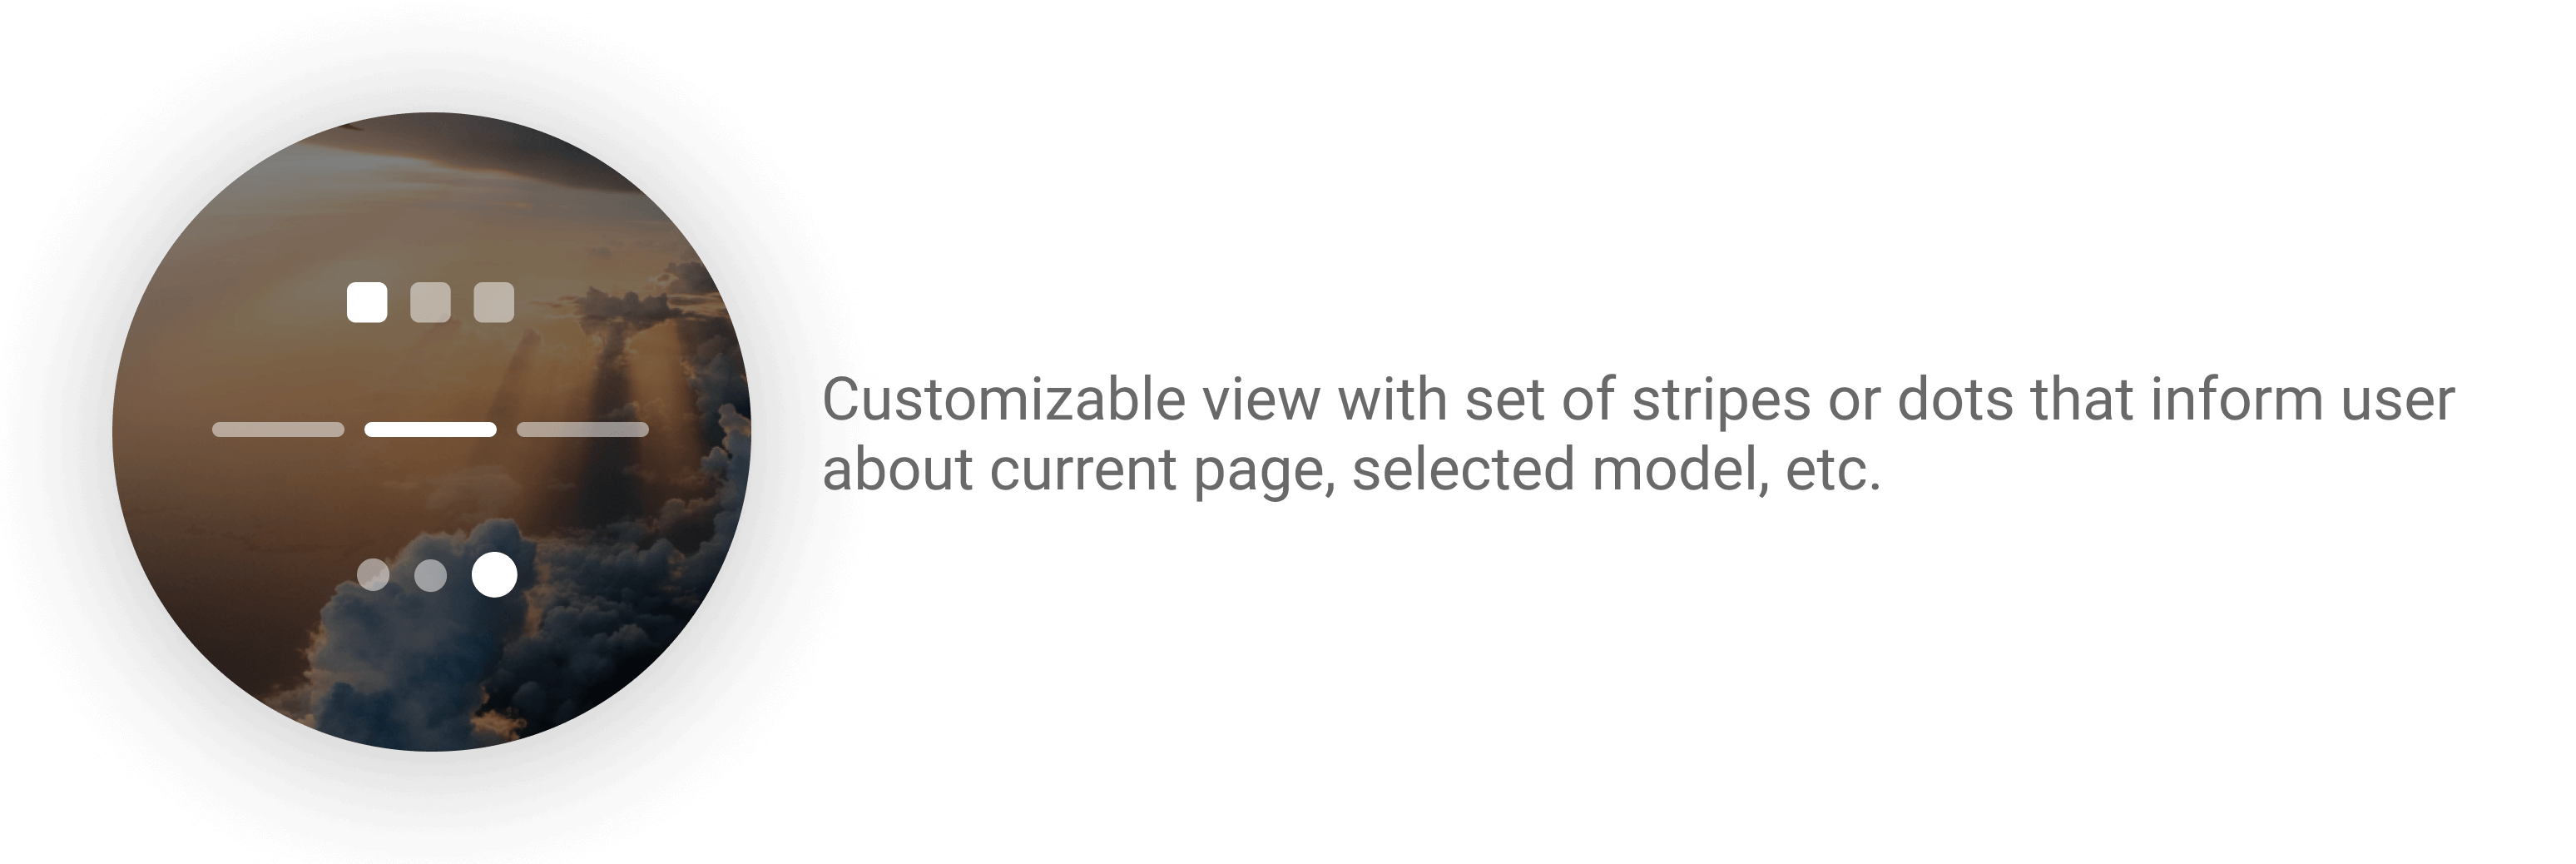 Customizable view with set of stripes or dots that inform user
about current page, selected model, etc.